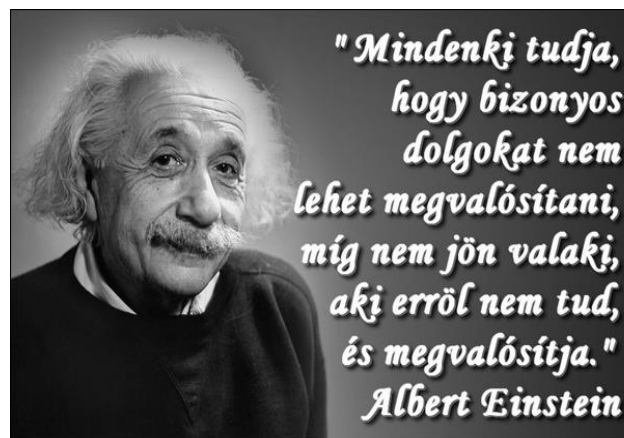 "Mindenki tudja,
hogy bizonyos
dolgokat nem
lehet megvalósítani,
míg nem jön valaki,
aki erröl nem tud,
és megvalósítja."
Albert Einstein